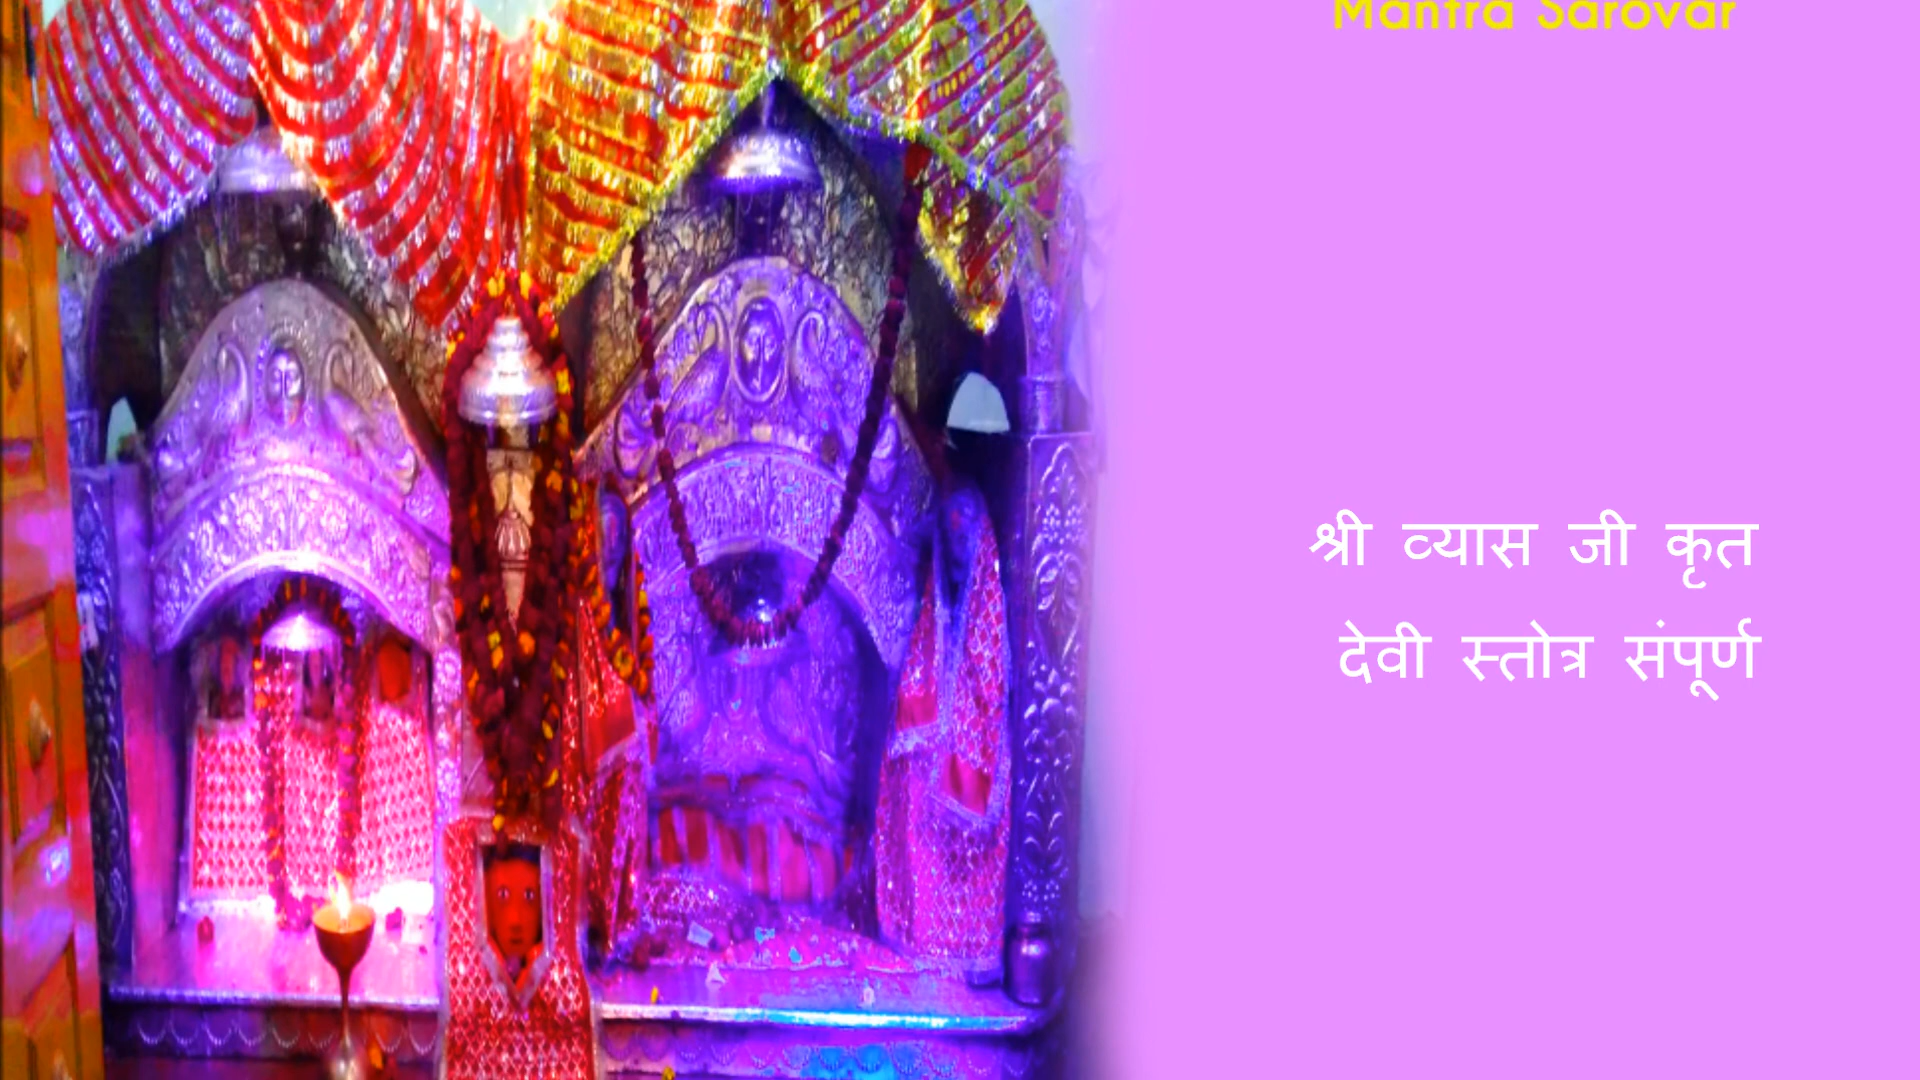 Mantra Sarovar
श्री व्यास जी कृत
देवी स्तोत्र संपूर्ण